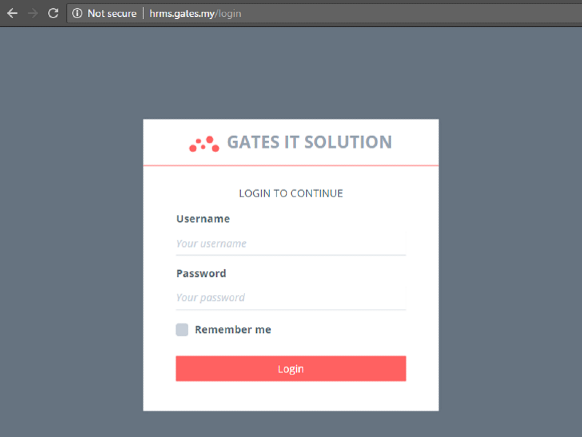 Not secure | hrms.gates.my/login
GATES IT SOLUTION
LOGIN TO CONTINUE
Username
Your username
Password
Your password
Remember me
Login